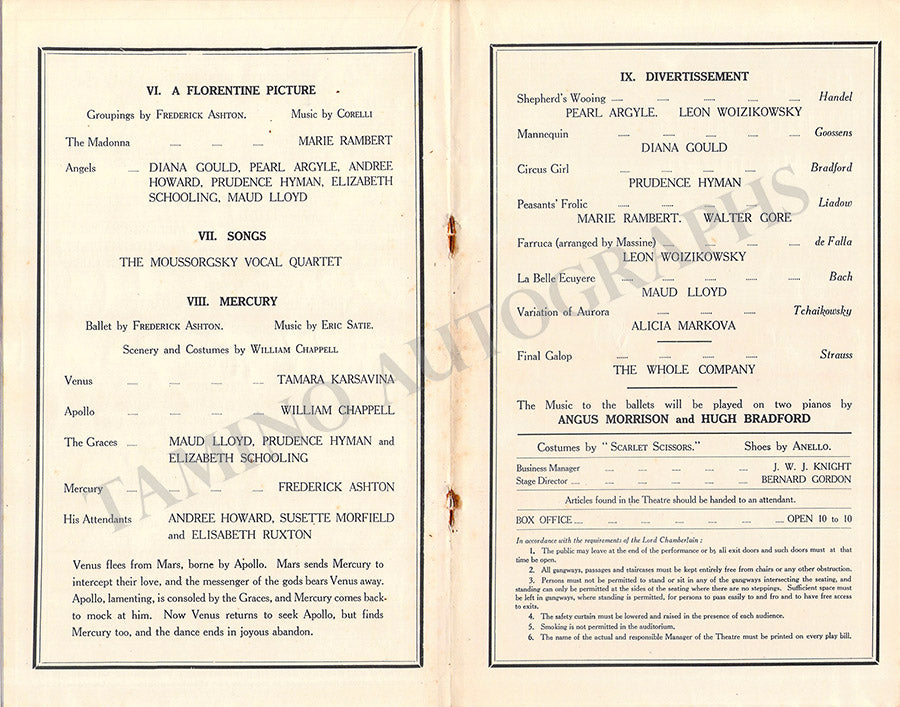 VI. A FLORENTINE PICTURE
Groupings by FREDERICK ASHTON. Music by CORELLI
The Madonna .... .... .... MARIE RAMBERT
Angels .... DIANA GOULD, PEARL ARGYLE, ANDREE
HOWARD, PRUDENCE HYMAN, ELIZABETH
SCHOOLING, MAUD LLOYD
VII. SONGS
THE MOUSSORGSKY VOCAL QUARTET
VIII. MERCURY
Ballet by FREDERICK ASHTON. Music by ERIC SATIE.
Scenery and Costumes by WILLIAM CHAPPELL
Venus .... .... .... .... TAMARA KARSAVINA
Apollo .... .... .... .... WILLIAM CHAPPELL
The Graces .... MAUD LLOYD, PRUDENCE HYMAN and
ELIZABETH SCHOOLING
Mercury .... .... .... .... FREDERICK ASHTON
His Attendants ANDREE HOWARD, SUSETTE MORFIELD
and ELISABETH RUXTON
Venus flees from Mars, borne by Apollo. Mars sends Mercury to
intercept their love, and the messenger of the gods bears Venus away.
Apollo, lamenting, is consoled by the Graces, and Mercury comes back-
to mock at him. Now Venus returns to seek Apollo, but finds
Mercury too, and the dance ends in joyous abandon.
IX. DIVERTISSEMENT
Shepherd's Wooing .... .... .... .... .... Handel
PEARL ARGYLE. LEON WOIZIKOWSKY
Mannequin .... .... .... .... .... Goossens
DIANA GOULD
Circus Girl .... .... .... .... .... Bradford
PRUDENCE HYMAN
Peasants' Frolic .... .... .... .... .... Liadow
MARIE RAMBERT. WALTER GORE
Farruca (arranged by Massine) .... .... .... .... de Falla
LEON WOIZIKOWSKY
La Belle Ecuyere .... .... .... .... .... Bach
MAUD LLOYD
Variation of Aurora .... .... .... Tchaikowsky
ALICIA MARKOVA
Final Galop .... .... .... .... Strauss
THE WHOLE COMPANY
The Music to the ballets will be played on two pianos by
ANGUS MORRISON and HUGH BRADFORD
Costumes by "SCARLET SCISSORS." Shoes by ANELLO.
Business Manager .... .... .... .... .... J. W. J. KNIGHT
Stage Director .... .... .... .... .... .... BERNARD GORDON
Articles found in the Theatre should be handed to an attendant.
BOX OFFICE .... .... .... .... .... .... OPEN 10 to 10
In accordance with the requirements of the Lord Chamberlain :
1. The public may leave at the end of the performance or by all exit doors and such doors must at that
time be open.
2. All gangways, passages and staircases must be kept entirely free from chairs or any other obstruction.
3. Persons must not be permitted to stand or sit in any of the gangways intersecting the seating, and
standing can only be permitted at the sides of the seating where there are no steppings. Sufficient space must
be left in gangways, where standing is permitted, for persons to pass easily to and fro and to have free access
to exits.
4. The safety curtain must be lowered and raised in the presence of each audience.
5. Smoking is not permitted in the auditorium.
6. The name of the actual and responsible Manager of the Theatre must be printed on every play bill.
TAMINO AUTOGRAPHS